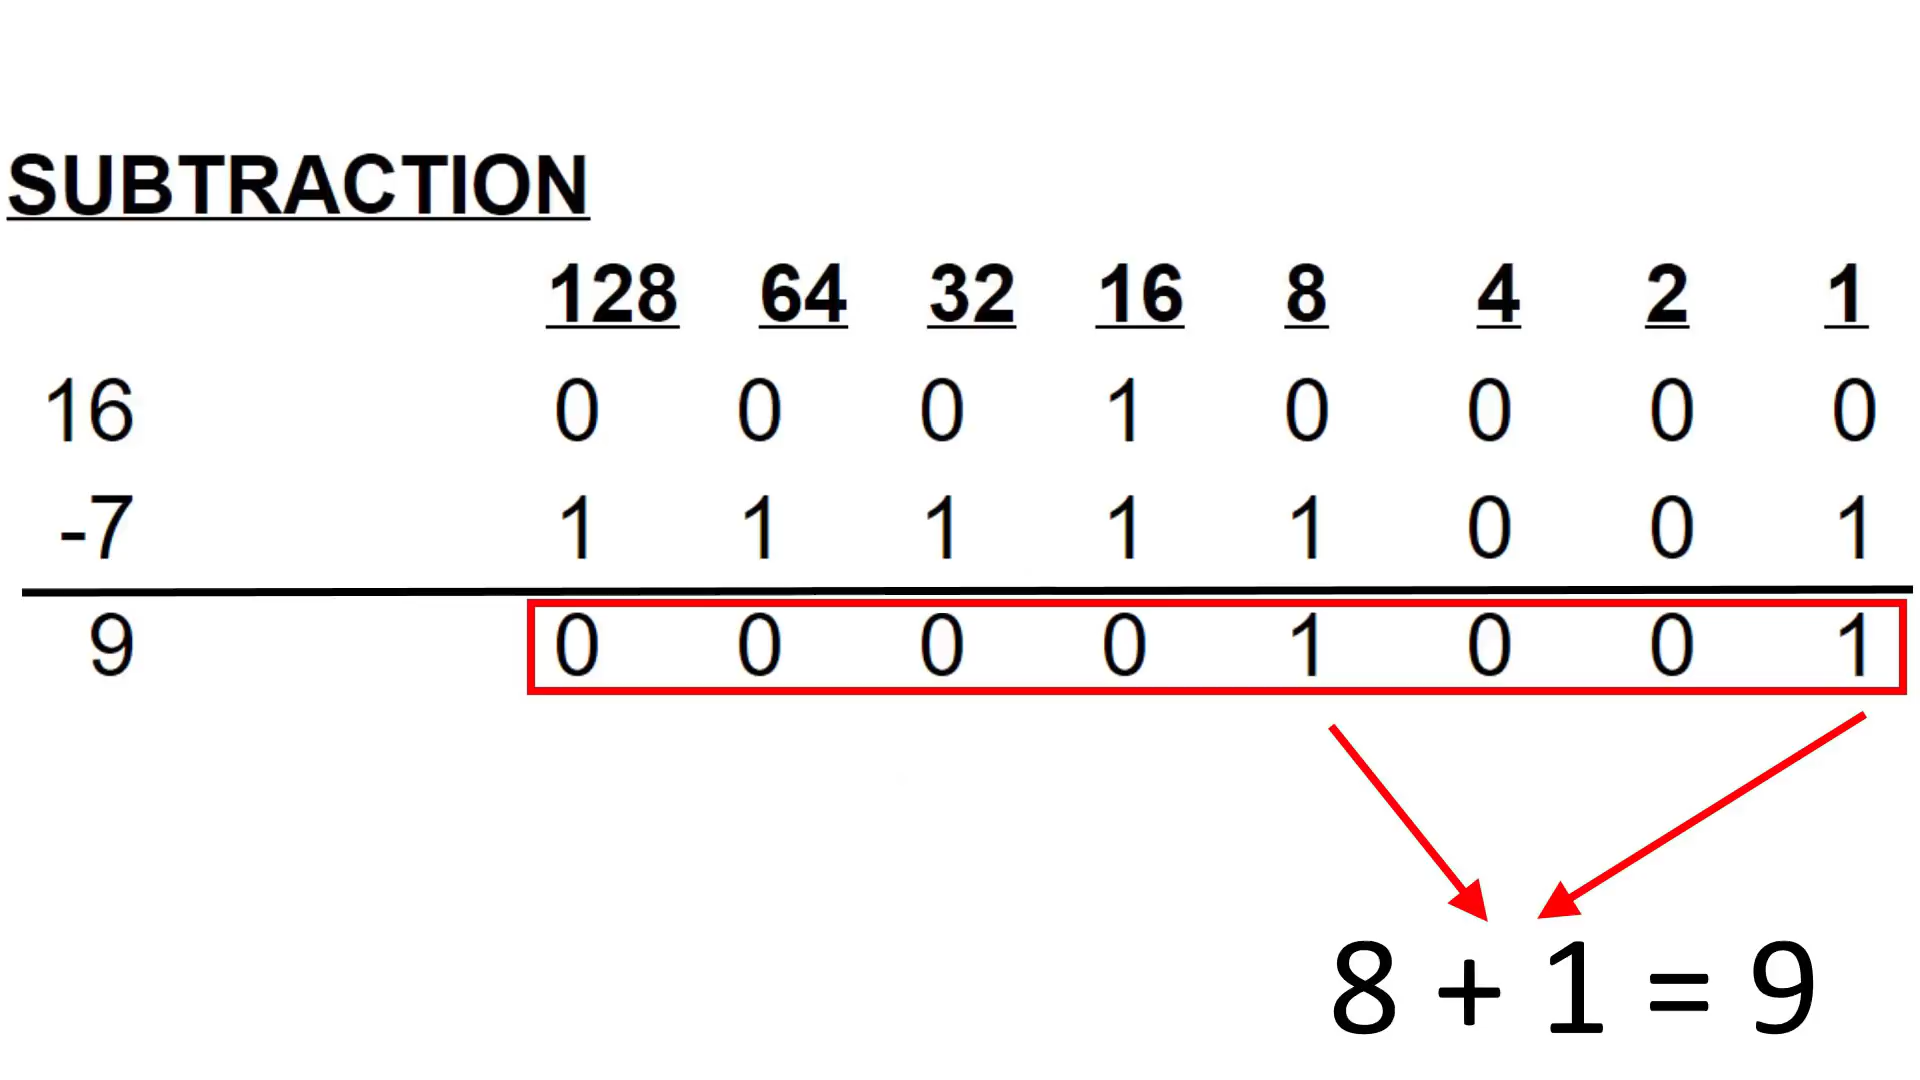 SUBTRACTION
128 64 32 16 8 4 2 1
16 0 0 0 1 0 0 0 0
-7 1 1 1 1 1 0 0 1
9 0 0 0 0 1 0 0 1
8 + 1 = 9